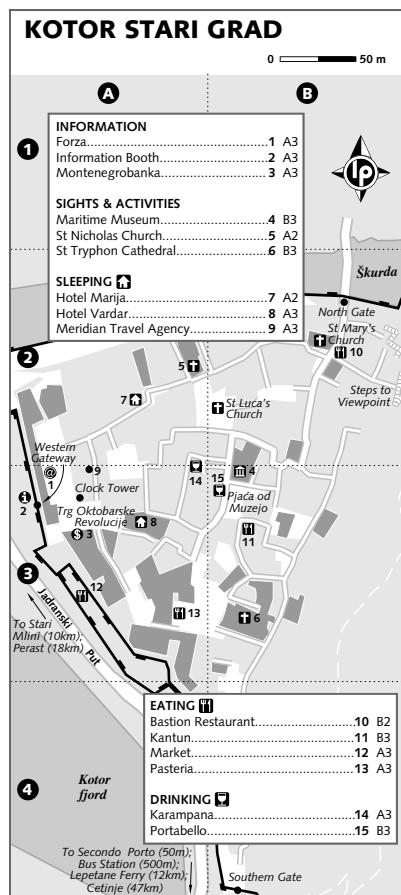 KOTOR STARI GRAD
0 50 m
A B
1
INFORMATION
Forza 1 A3
Information Booth 2 A3
Montenegrobanka 3 A3
SIGHTS & ACTIVITIES
Maritime Museum 4 B3
St Nicholas Church 5 A2
St Tryphon Cathedral 6 B3
SLEEPING
Hotel Marija 7 A2
Hotel Vardar 8 A3
Meridian Travel Agency 9 A3
lp
Škurda
North Gate
St Mary's
Church
10
2
5
Steps to
Viewpoint
7
St Luca's
Church
Western
Gateway
@
1
9
14
15
4
i
2
Clock Tower
Pjaca od
Muzejo
Trg Oktobarske
Revolucije
$ 3
8
11
3
12
13
6
Jadranski
Put
To Stari
Mlini (10km);
Perast (18km)
EATING
Bastion Restaurant 10 B2
Kantun 11 B3
Market 12 A3
Pasteria 13 A3
DRINKING
Karampana 14 A3
Portabello 15 B3
4
Kotor
fjord
To Secondo Porto (50m);
Bus Station (500m);
Lepetane Ferry (12km);
Cetinje (47km)
Southern Gate